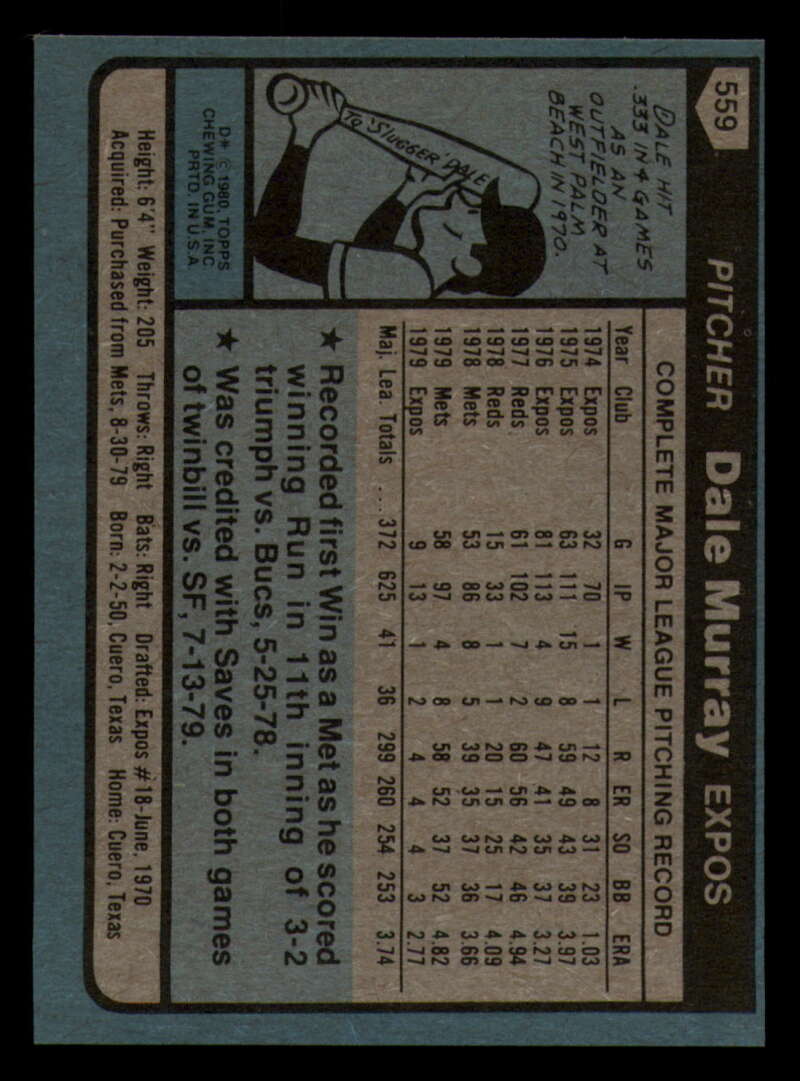 559
PITCHER Dale Murray EXPOS
DALE HIT
.333 IN 4 GAMES
AS AN
OUTFIELDER AT
WEST PALM
BEACH IN 1970.
TO 'SLUGGER' DALE
D* © 1980, TOPPS
CHEWING GUM, INC
PRTD. IN U.S.A
COMPLETE MAJOR LEAGUE PITCHING RECORD
Year Club G IP W L R ER SO BB ERA
1974 Expos 32 70 1 1 12 8 31 23 1.03
1975 Expos 63 111 15 8 59 49 43 39 3.97
1976 Expos 81 113 4 9 47 41 35 37 3.27
1977 Reds 61 102 7 2 60 56 42 46 4.94
1978 Reds 15 33 1 1 20 15 25 17 4.09
1978 Mets 53 86 8 5 39 35 37 36 3.66
1979 Mets 58 97 4 8 58 52 37 52 4.82
1979 Expos 9 13 1 2 4 4 4 3 2.77
Maj. Lea. Totals .... 372 625 41 36 299 260 254 253 3.74
★ Recorded first Win as a Met as he scored
winning Run in 11th inning of 3-2
triumph vs. Bucs, 5-25-78.
★ Was credited with Saves in both games
of twinbill vs. SF, 7-13-79.
Height: 6'4" Weight: 205 Throws: Right Bats: Right Drafted: Expos #18-June, 1970
Acquired: Purchased from Mets, 8-30-79 Born: 2-2-50, Cuero, Texas Home: Cuero, Texas